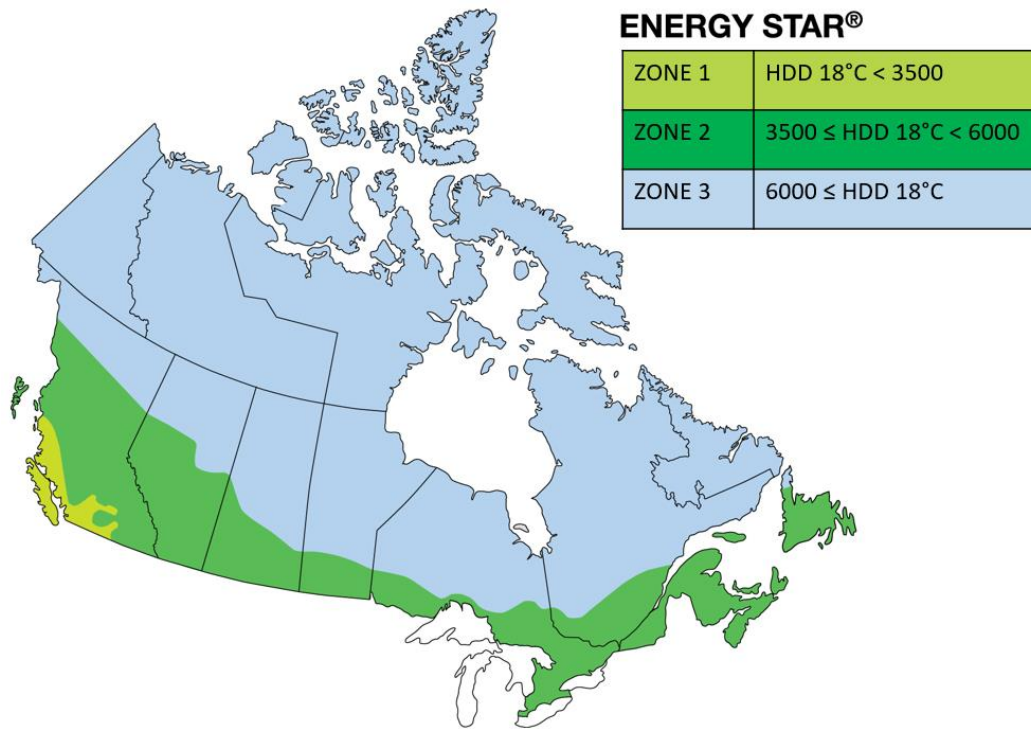 ENERGY STAR®
ZONE 1 HDD 18°C < 3500
ZONE 2 3500 ≤ HDD 18°C < 6000
ZONE 3 6000 ≤ HDD 18°C